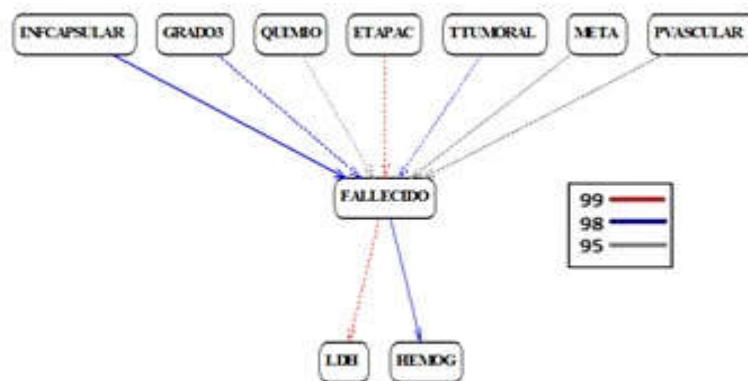 INFCAPSULAR GRADO3 QUIMIO ETAPAC TTUMORAL META PVASCULAR
FALLECIDO
99
98
95
LDH HEMOG